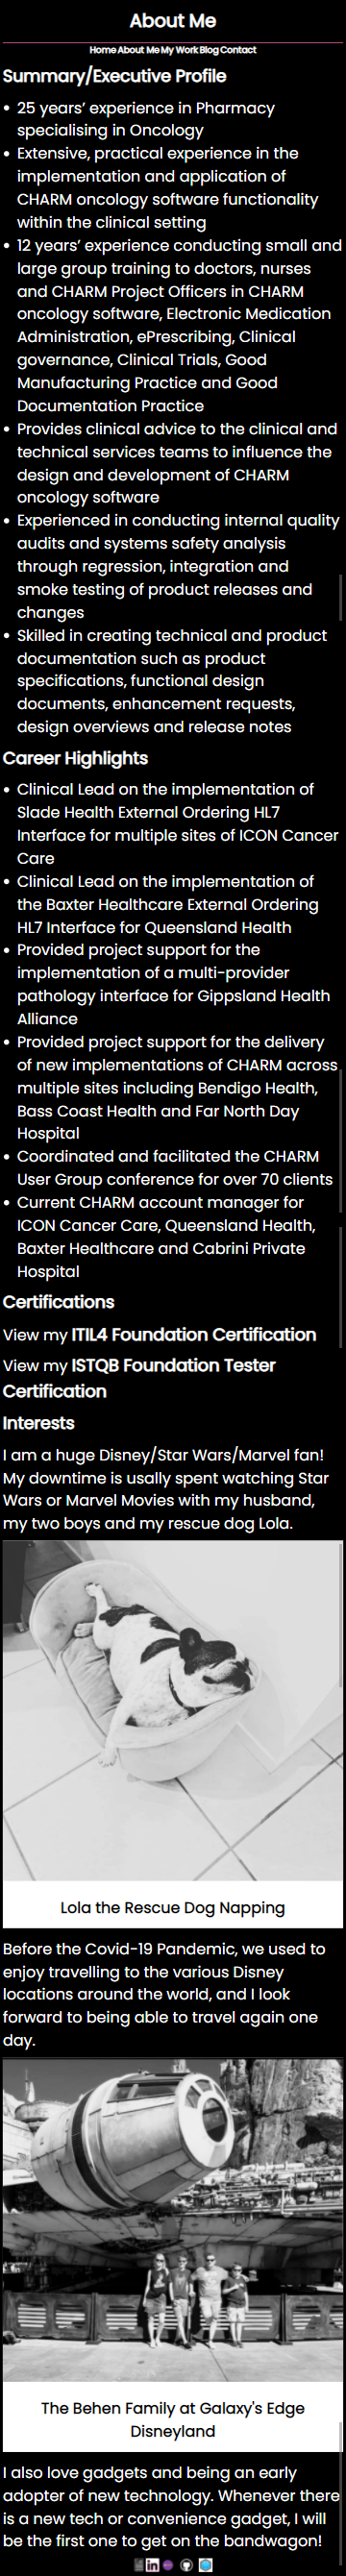 About Me
Home About Me My Work Blog Contact
Summary/Executive Profile
• 25 years’ experience in Pharmacy
specialising in Oncology
• Extensive, practical experience in the
implementation and application of
CHARM oncology software functionality
within the clinical setting
• 12 years’ experience conducting small and
large group training to doctors, nurses
and CHARM Project Officers in CHARM
oncology software, Electronic Medication
Administration, ePrescribing, Clinical
governance, Clinical Trials, Good
Manufacturing Practice and Good
Documentation Practice
• Provides clinical advice to the clinical and
technical services teams to influence the
design and development of CHARM
oncology software
• Experienced in conducting internal quality
audits and systems safety analysis
through regression, integration and
smoke testing of product releases and
changes
• Skilled in creating technical and product
documentation such as product
specifications, functional design
documents, enhancement requests,
design overviews and release notes
Career Highlights
• Clinical Lead on the implementation of
Slade Health External Ordering HL7
Interface for multiple sites of ICON Cancer
Care
• Clinical Lead on the implementation of
the Baxter Healthcare External Ordering
HL7 Interface for Queensland Health
• Provided project support for the
implementation of a multi-provider
pathology interface for Gippsland Health
Alliance
• Provided project support for the delivery
of new implementations of CHARM across
multiple sites including Bendigo Health,
Bass Coast Health and Far North Day
Hospital
• Coordinated and facilitated the CHARM
User Group conference for over 70 clients
• Current CHARM account manager for
ICON Cancer Care, Queensland Health,
Baxter Healthcare and Cabrini Private
Hospital
Certifications
View my ITIL4 Foundation Certification
View my ISTQB Foundation Tester
Certification
Interests
I am a huge Disney/Star Wars/Marvel fan!
My downtime is usally spent watching Star
Wars or Marvel Movies with my husband,
my two boys and my rescue dog Lola.
Lola the Rescue Dog Napping
Before the Covid-19 Pandemic, we used to
enjoy travelling to the various Disney
locations around the world, and I look
forward to being able to travel again one
day.
The Behen Family at Galaxy's Edge
Disneyland
I also love gadgets and being an early
adopter of new technology. Whenever there
is a new tech or convenience gadget, I will
be the first one to get on the bandwagon!
in